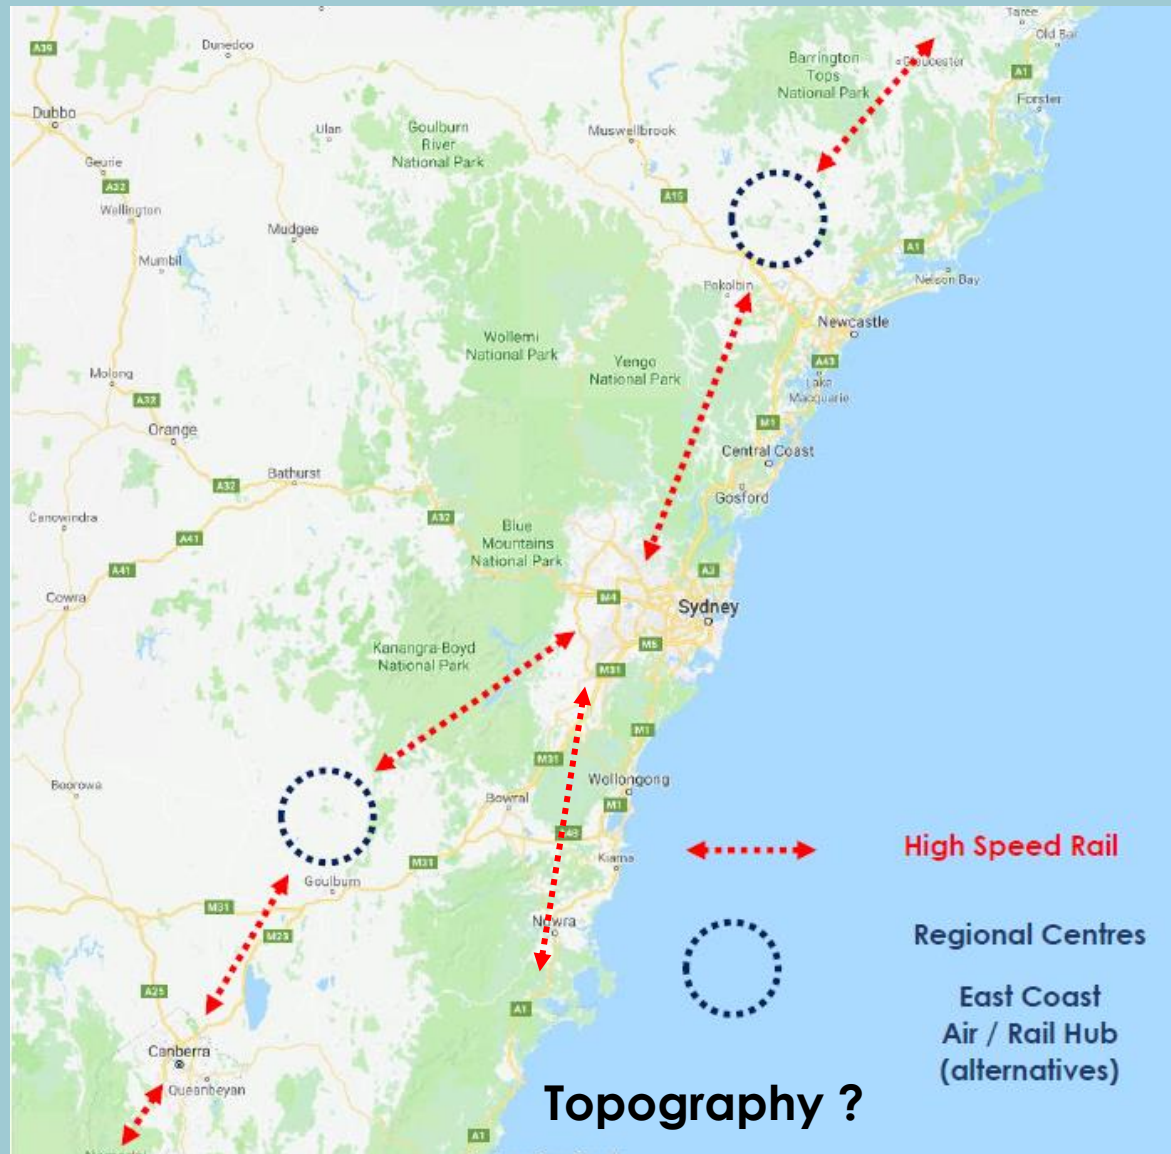 Taree
Old Bar
A39
Dunedoo
Barrington
Tops
National Park
Gloucester
A1
Forster
Dubbo
Ulan
Goulburn
River
National Park
Muswellbrook
Geurie
A32
A15
Wellington
Mudgee
Mumbil
A1
Nelson Bay
Pokolbin
Newcastle
Wollemi
National Park
Yengo
National Park
A43
Lake
Macquarie
Molong
A32
Orange
M1
Central Coast
Bathurst
A32
Gosford
Canowindra
A32
Blue
Mountains
National Park
A41
A41
A3
Cowra
M4
Sydney
Kanangra-Boyd
National Park
M5
M31
M1
M31
Wollongong
Boorowa
Bowral
M1
A48
High Speed Rail
Kiama
M31
Goulburn
M31
Nowra
M23
Regional Centres
East Coast
Air / Rail Hub
(alternatives)
A25
A1
Canberra
Queanbeyan
Topography ?
A1